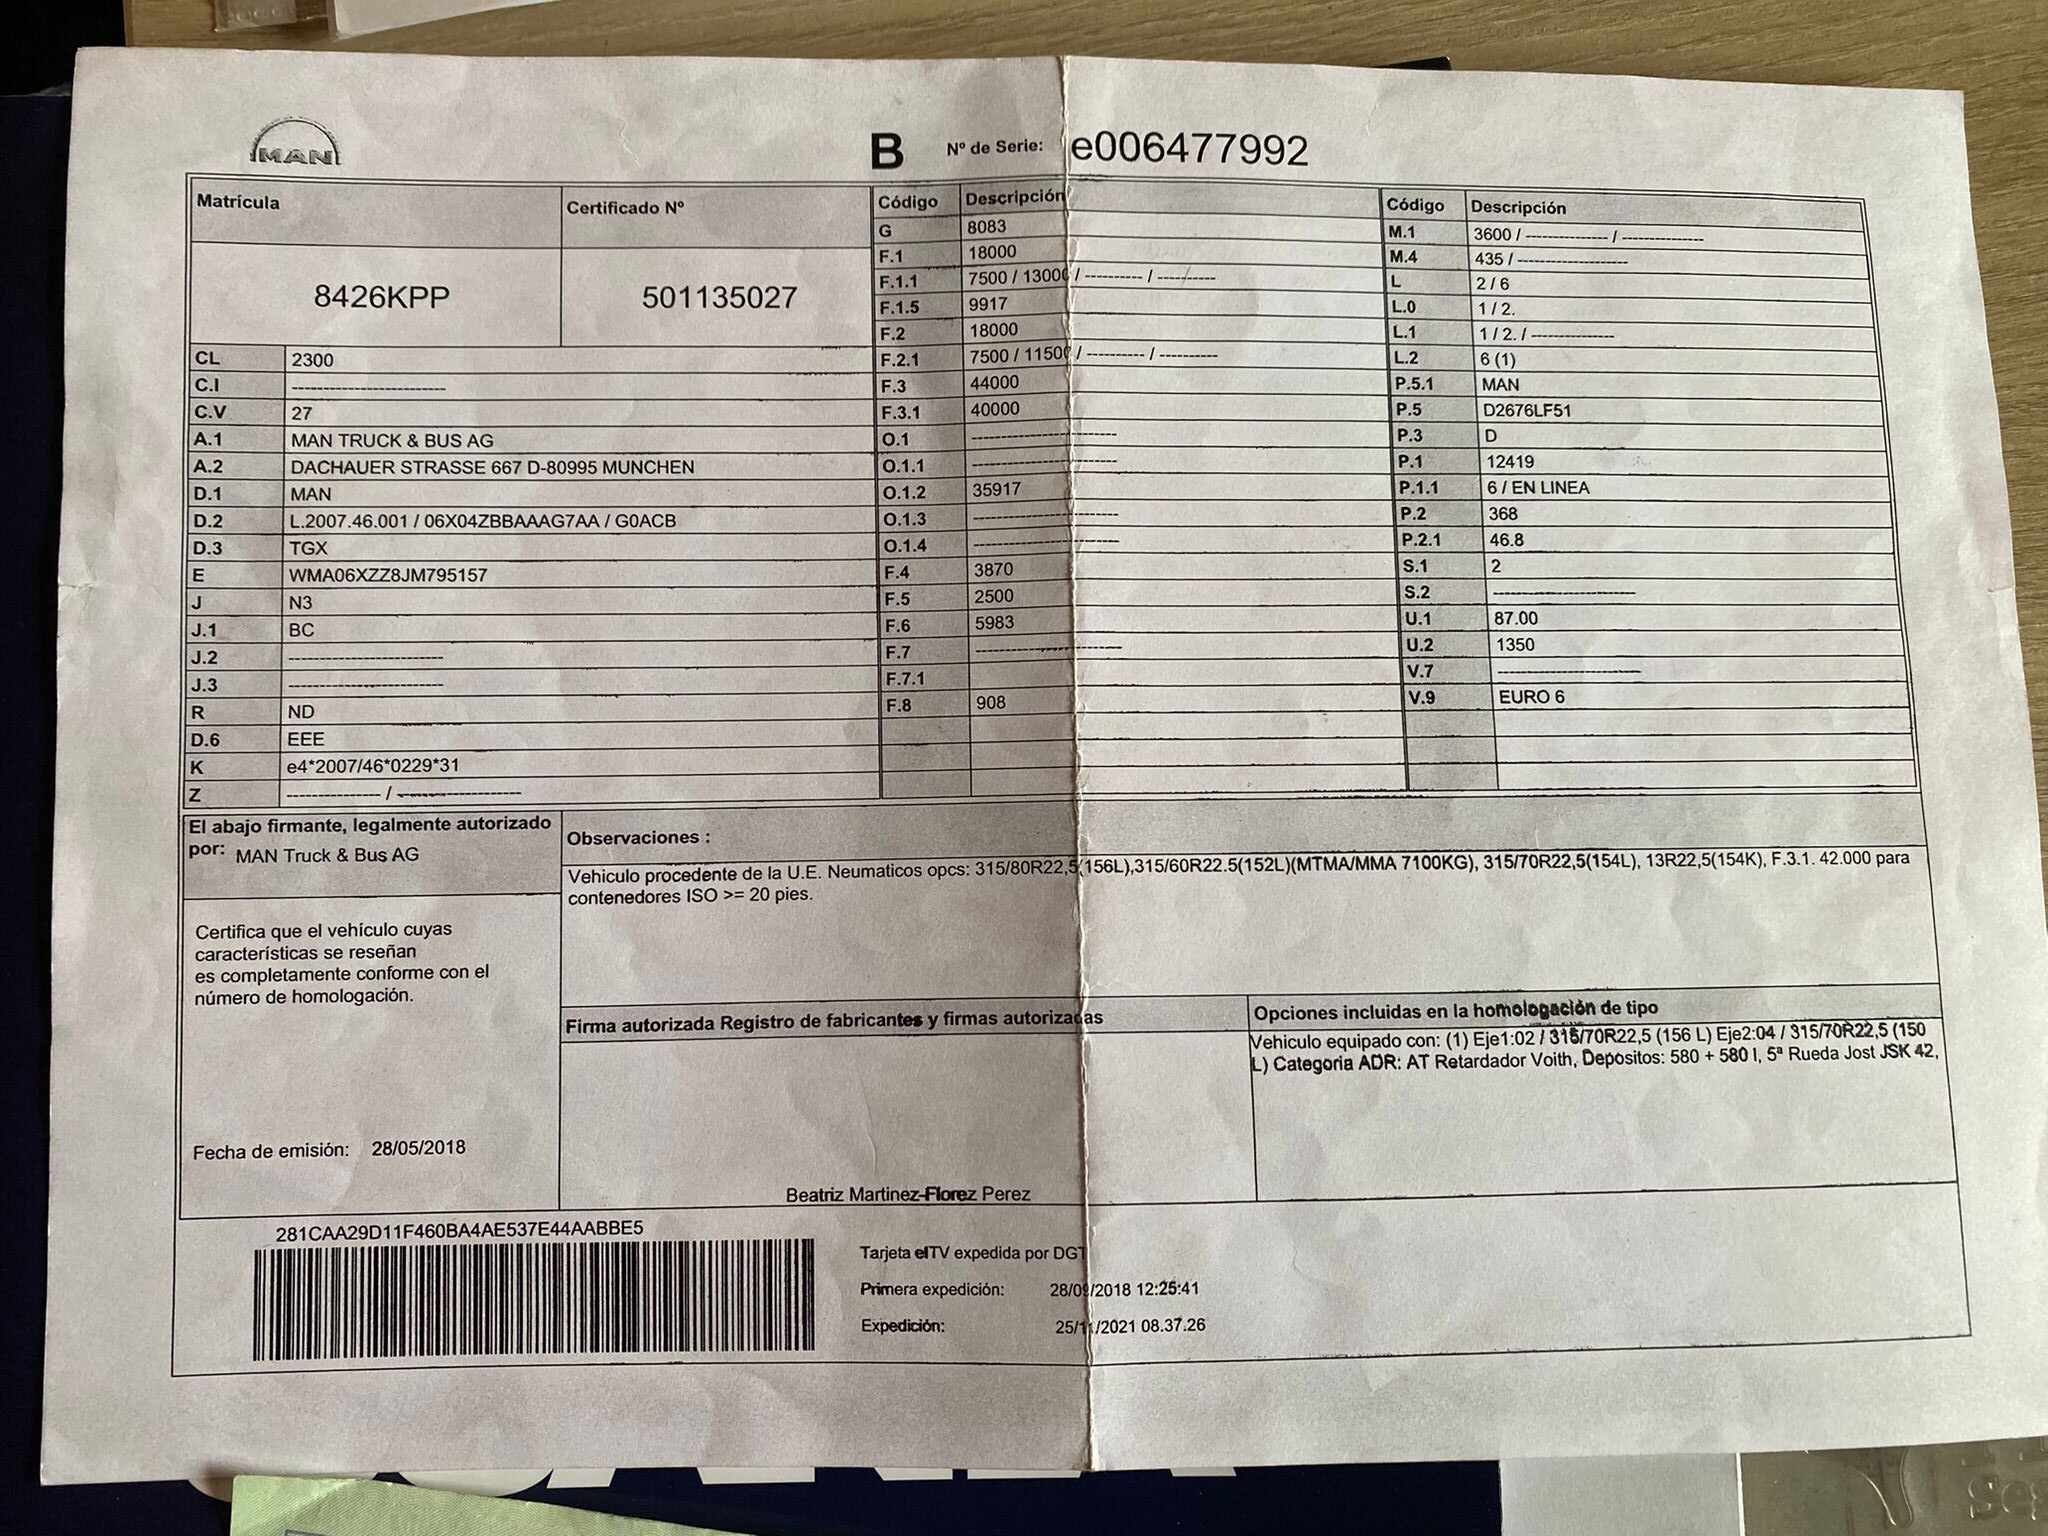 MAN
B Nº de Serie: e006477992
Matrícula
Certificado Nº
8426KPP
501135027
CL 2300
C.I -------------------------
C.V 27
A.1 MAN TRUCK & BUS AG
A.2 DACHAUER STRASSE 667 D-80995 MUNCHEN
D.1 MAN
D.2 L.2007.46.001 / 06X04ZBBAAAG7AA / G0ACB
D.3 TGX
E WMA06XZZ8JM795157
J N3
J.1 BC
J.2 -------------------------
J.3 -------------------------
R ND
D.6 EEE
K e4*2007/46*0229*31
Z --------------- / --------------------
Código Descripción
G 8083
F.1 18000
F.1.1 7500 / 13000 / ---------- / ----------
F.1.5 9917
F.2 18000
F.2.1 7500 / 11500 / ---------- / ----------
F.3 44000
F.3.1 40000
O.1 -------------------------
O.1.1 -------------------------
O.1.2 35917
O.1.3 -------------------------
O.1.4 -------------------------
F.4 3870
F.5 2500
F.6 5983
F.7 -------------------------
F.7.1
F.8 908
Código Descripción
M.1 3600 / -------------- / --------------
M.4 435 / -------------------
L 2 / 6
L.0 1 / 2.
L.1 1 / 2. / --------------
L.2 6 (1)
P.5.1 MAN
P.5 D2676LF51
P.3 D
P.1 12419
P.1.1 6 / EN LINEA
P.2 368
P.2.1 46.8
S.1 2
S.2 -------------------------
U.1 87.00
U.2 1350
V.7 -------------------------
V.9 EURO 6
El abajo firmante, legalmente autorizado
por: MAN Truck & Bus AG
Certifica que el vehículo cuyas
características se reseñan
es completamente conforme con el
número de homologación.
Fecha de emisión: 28/05/2018
Observaciones :
Vehiculo procedente de la U.E. Neumaticos opcs: 315/80R22,5(156L),315/60R22.5(152L)(MTMA/MMA 7100KG), 315/70R22,5(154L), 13R22,5(154K), F.3.1. 42.000 para
contenedores ISO >= 20 pies.
Firma autorizada Registro de fabricantes y firmas autorizadas
Beatriz Martinez-Florez Perez
Opciones incluidas en la homologación de tipo
Vehiculo equipado con: (1) Eje1:02 / 315/70R22,5 (156 L) Eje2:04 / 315/70R22,5 (150
L) Categoria ADR: AT Retardador Voith, Depositos: 580 + 580 l, 5ª Rueda Jost JSK 42,
281CAA29D11F460BA4AE537E44AABBE5
Tarjeta eITV expedida por DGT
Primera expedición: 28/09/2018 12:25:41
Expedición: 25/11/2021 08.37.26